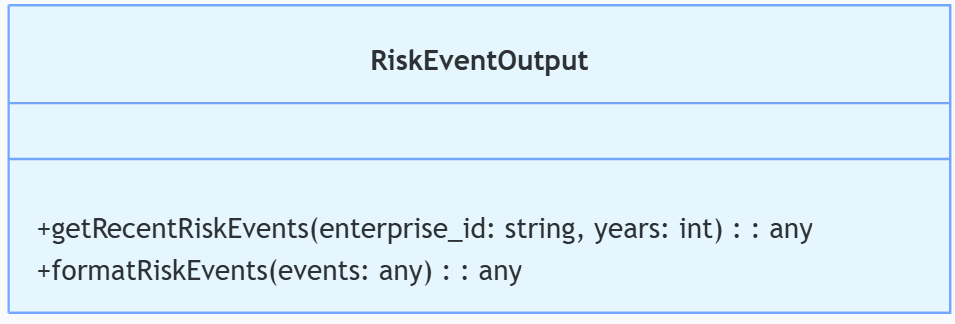 RiskEventOutput
+getRecentRiskEvents(enterprise_id: string, years: int) : : any
+formatRiskEvents(events: any) : : any